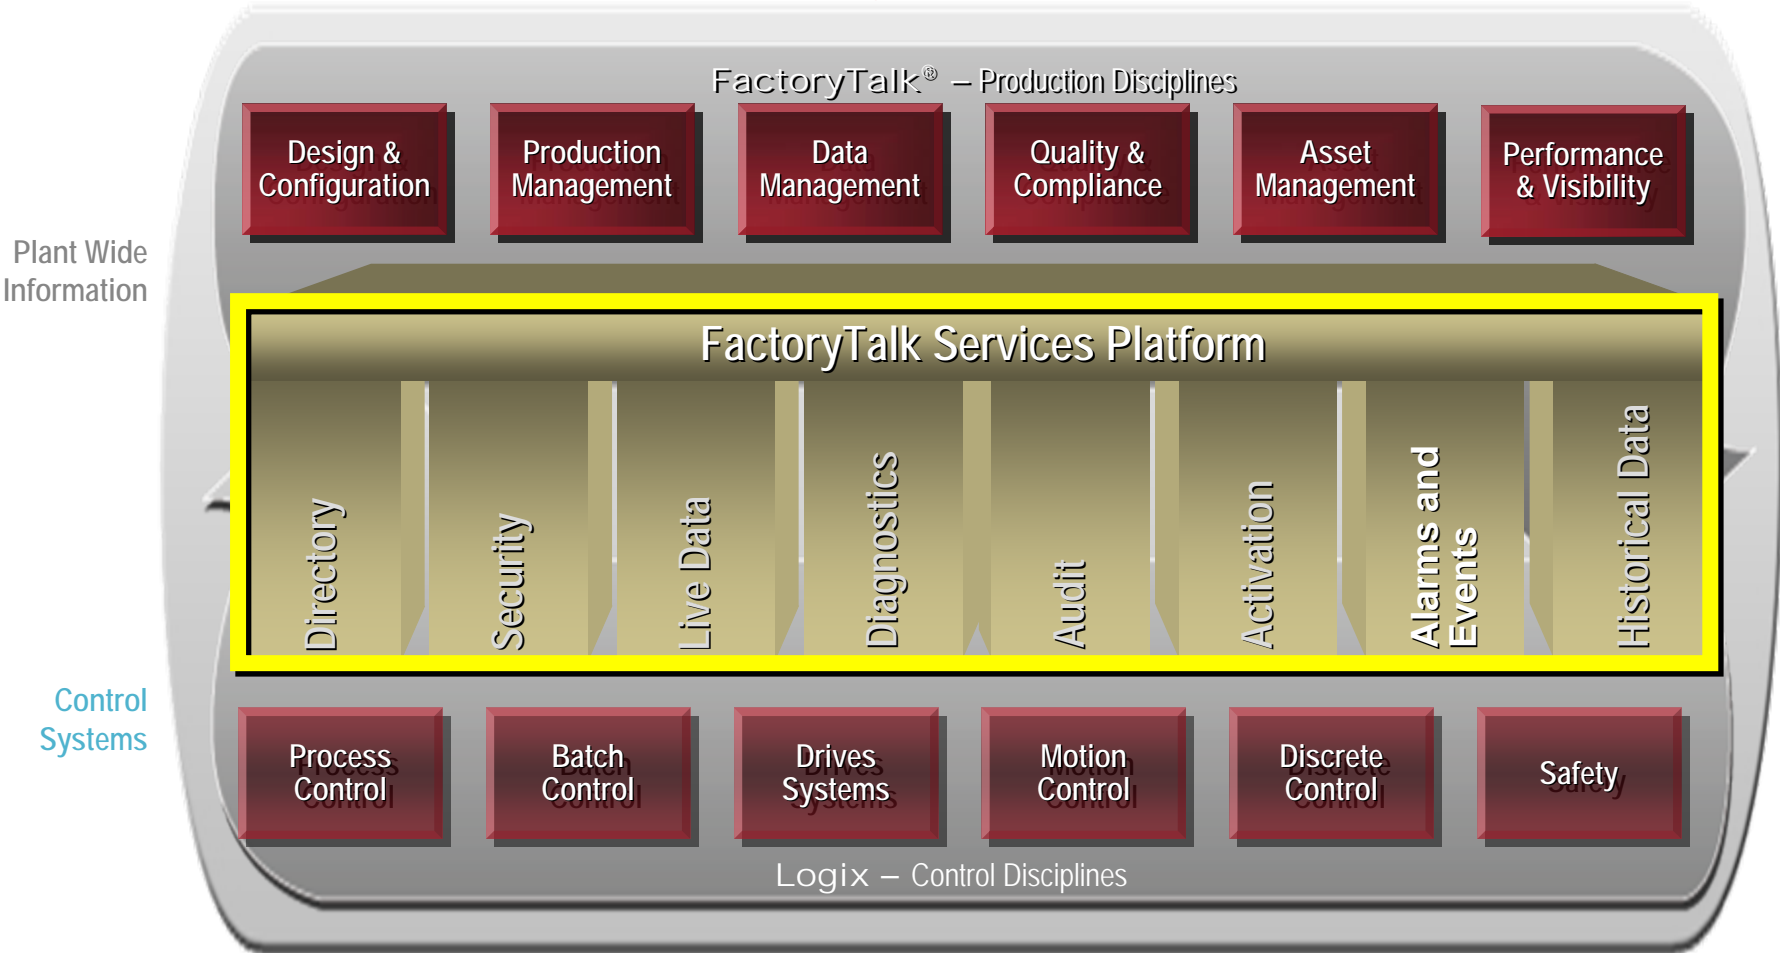 FactoryTalk® – Production Disciplines
Design &
Configuration
Production
Management
Data
Management
Quality &
Compliance
Asset
Management
Performance
& Visibility
Plant Wide
Information
FactoryTalk Services Platform
Directory
Security
Live Data
Diagnostics
Audit
Activation
Alarms and
Events
Historical Data
Control
Systems
Process
Control
Batch
Control
Drives
Systems
Motion
Control
Discrete
Control
Safety
Logix – Control Disciplines